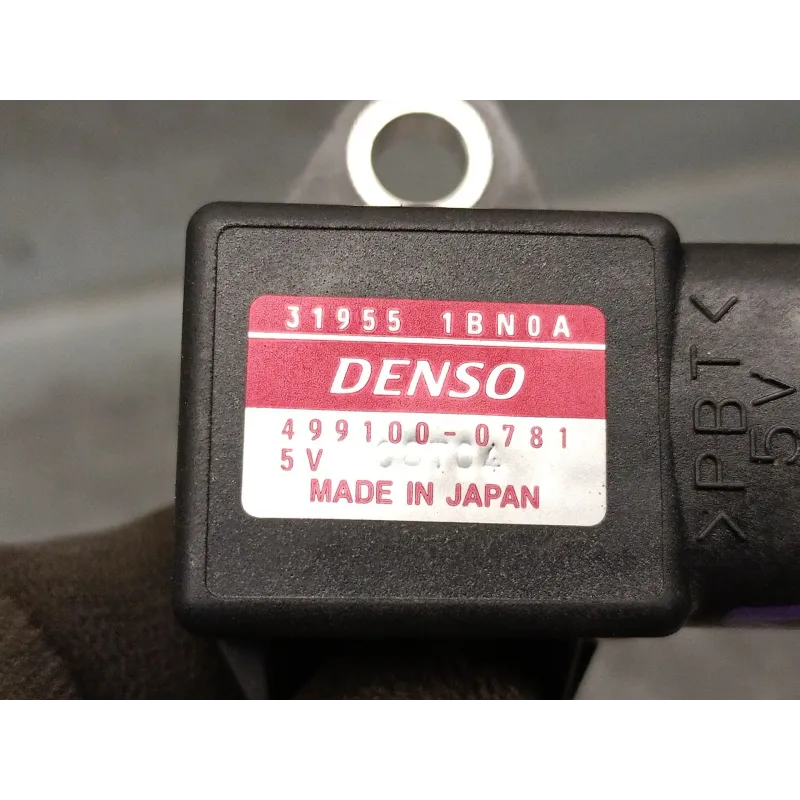 31955 1BN0A
DENSO
499100-0781
5V
MADE IN JAPAN
>PBT<
5V